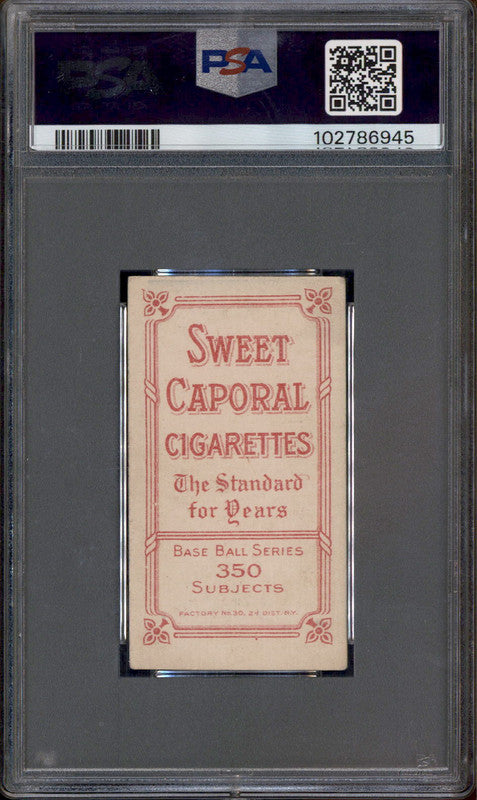 PSA
PSA
102786945
SWEET
CAPORAL
CIGARETTES
The Standard
for Years
BASE BALL SERIES
350
SUBJECTS
FACTORY No 30, 2d DIST. N.Y.